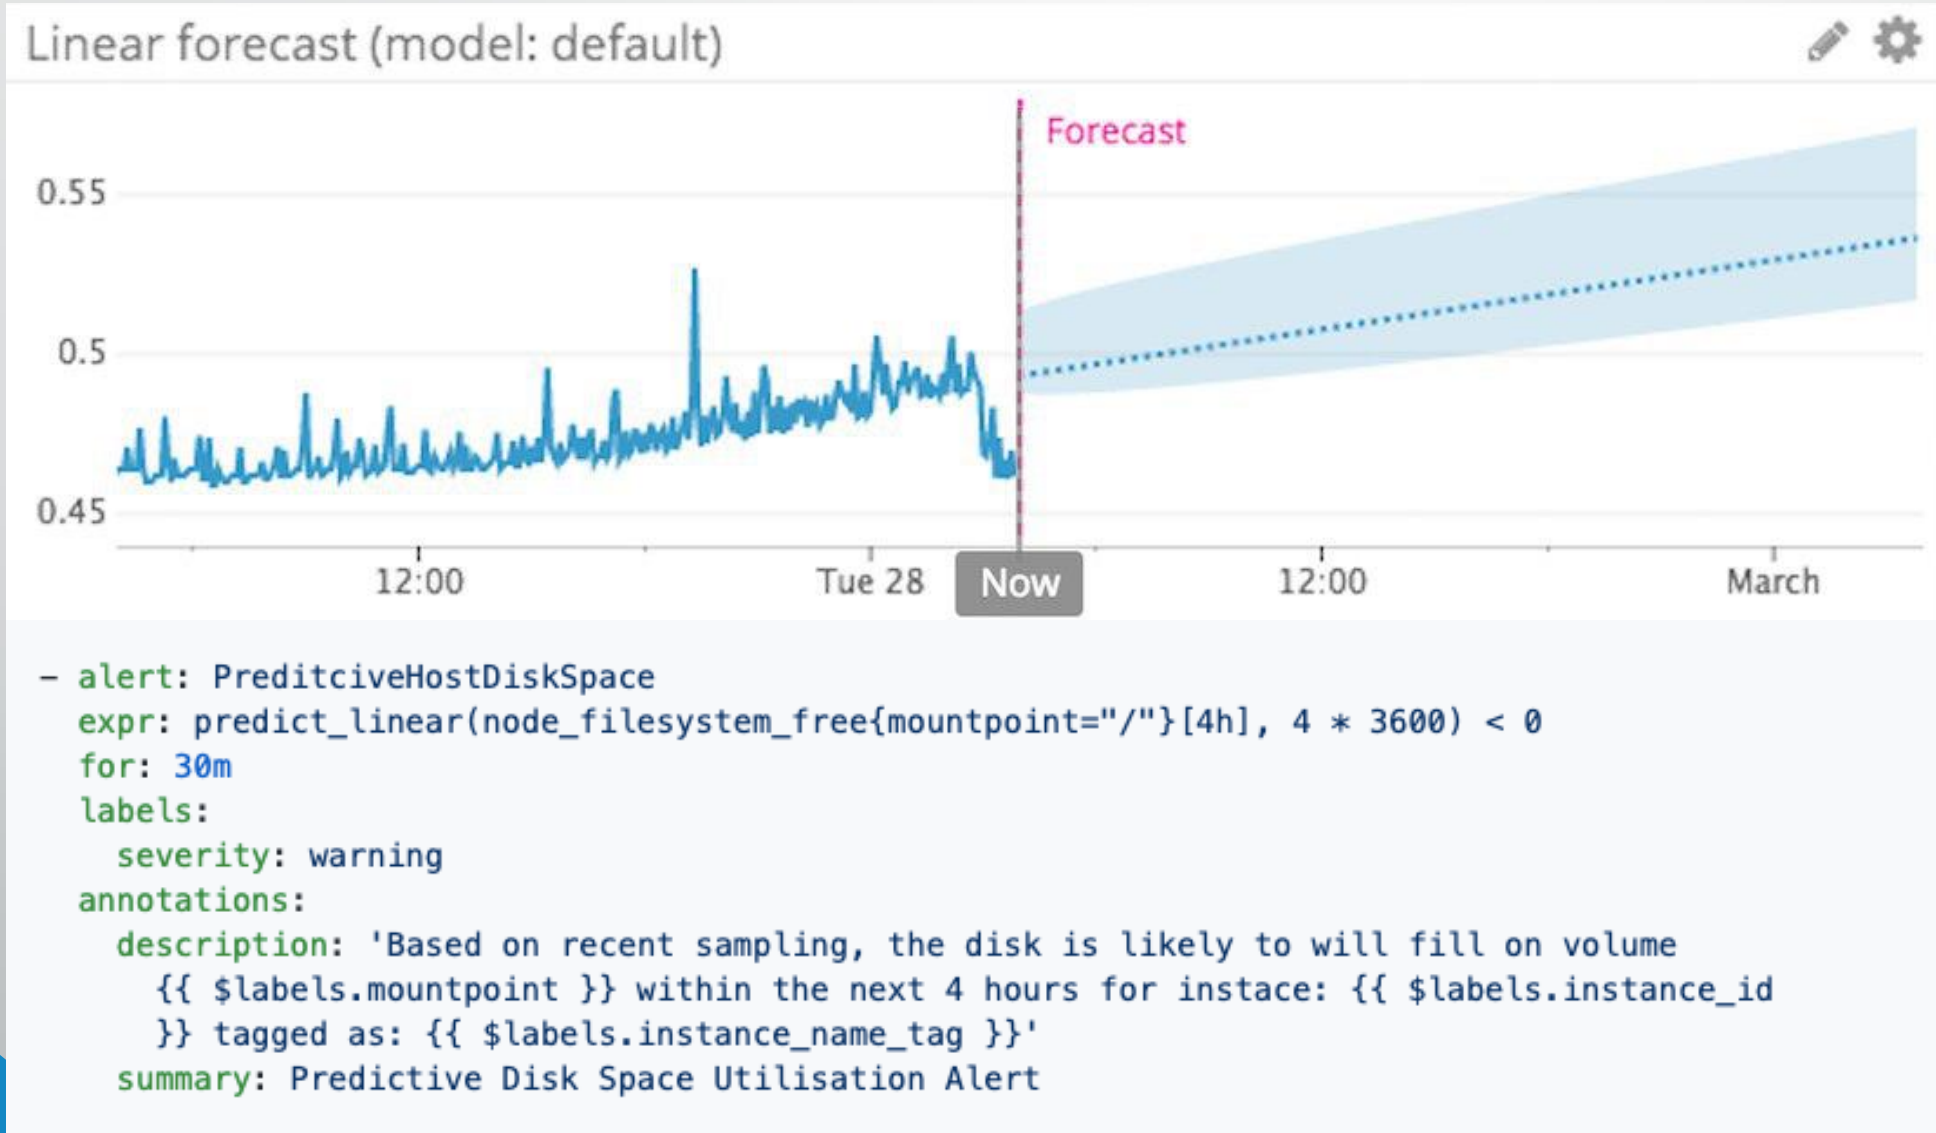 Linear forecast (model: default)
Forecast
0.55
0.5
0.45
12:00 Tue 28 Now 12:00 March
- alert: PreditciveHostDiskSpace
expr: predict_linear(node_filesystem_free{mountpoint="/"}[4h], 4 * 3600) < 0
for: 30m
labels:
severity: warning
annotations:
description: 'Based on recent sampling, the disk is likely to will fill on volume
{{ $labels.mountpoint }} within the next 4 hours for instace: {{ $labels.instance_id
}} tagged as: {{ $labels.instance_name_tag }}'
summary: Predictive Disk Space Utilisation Alert